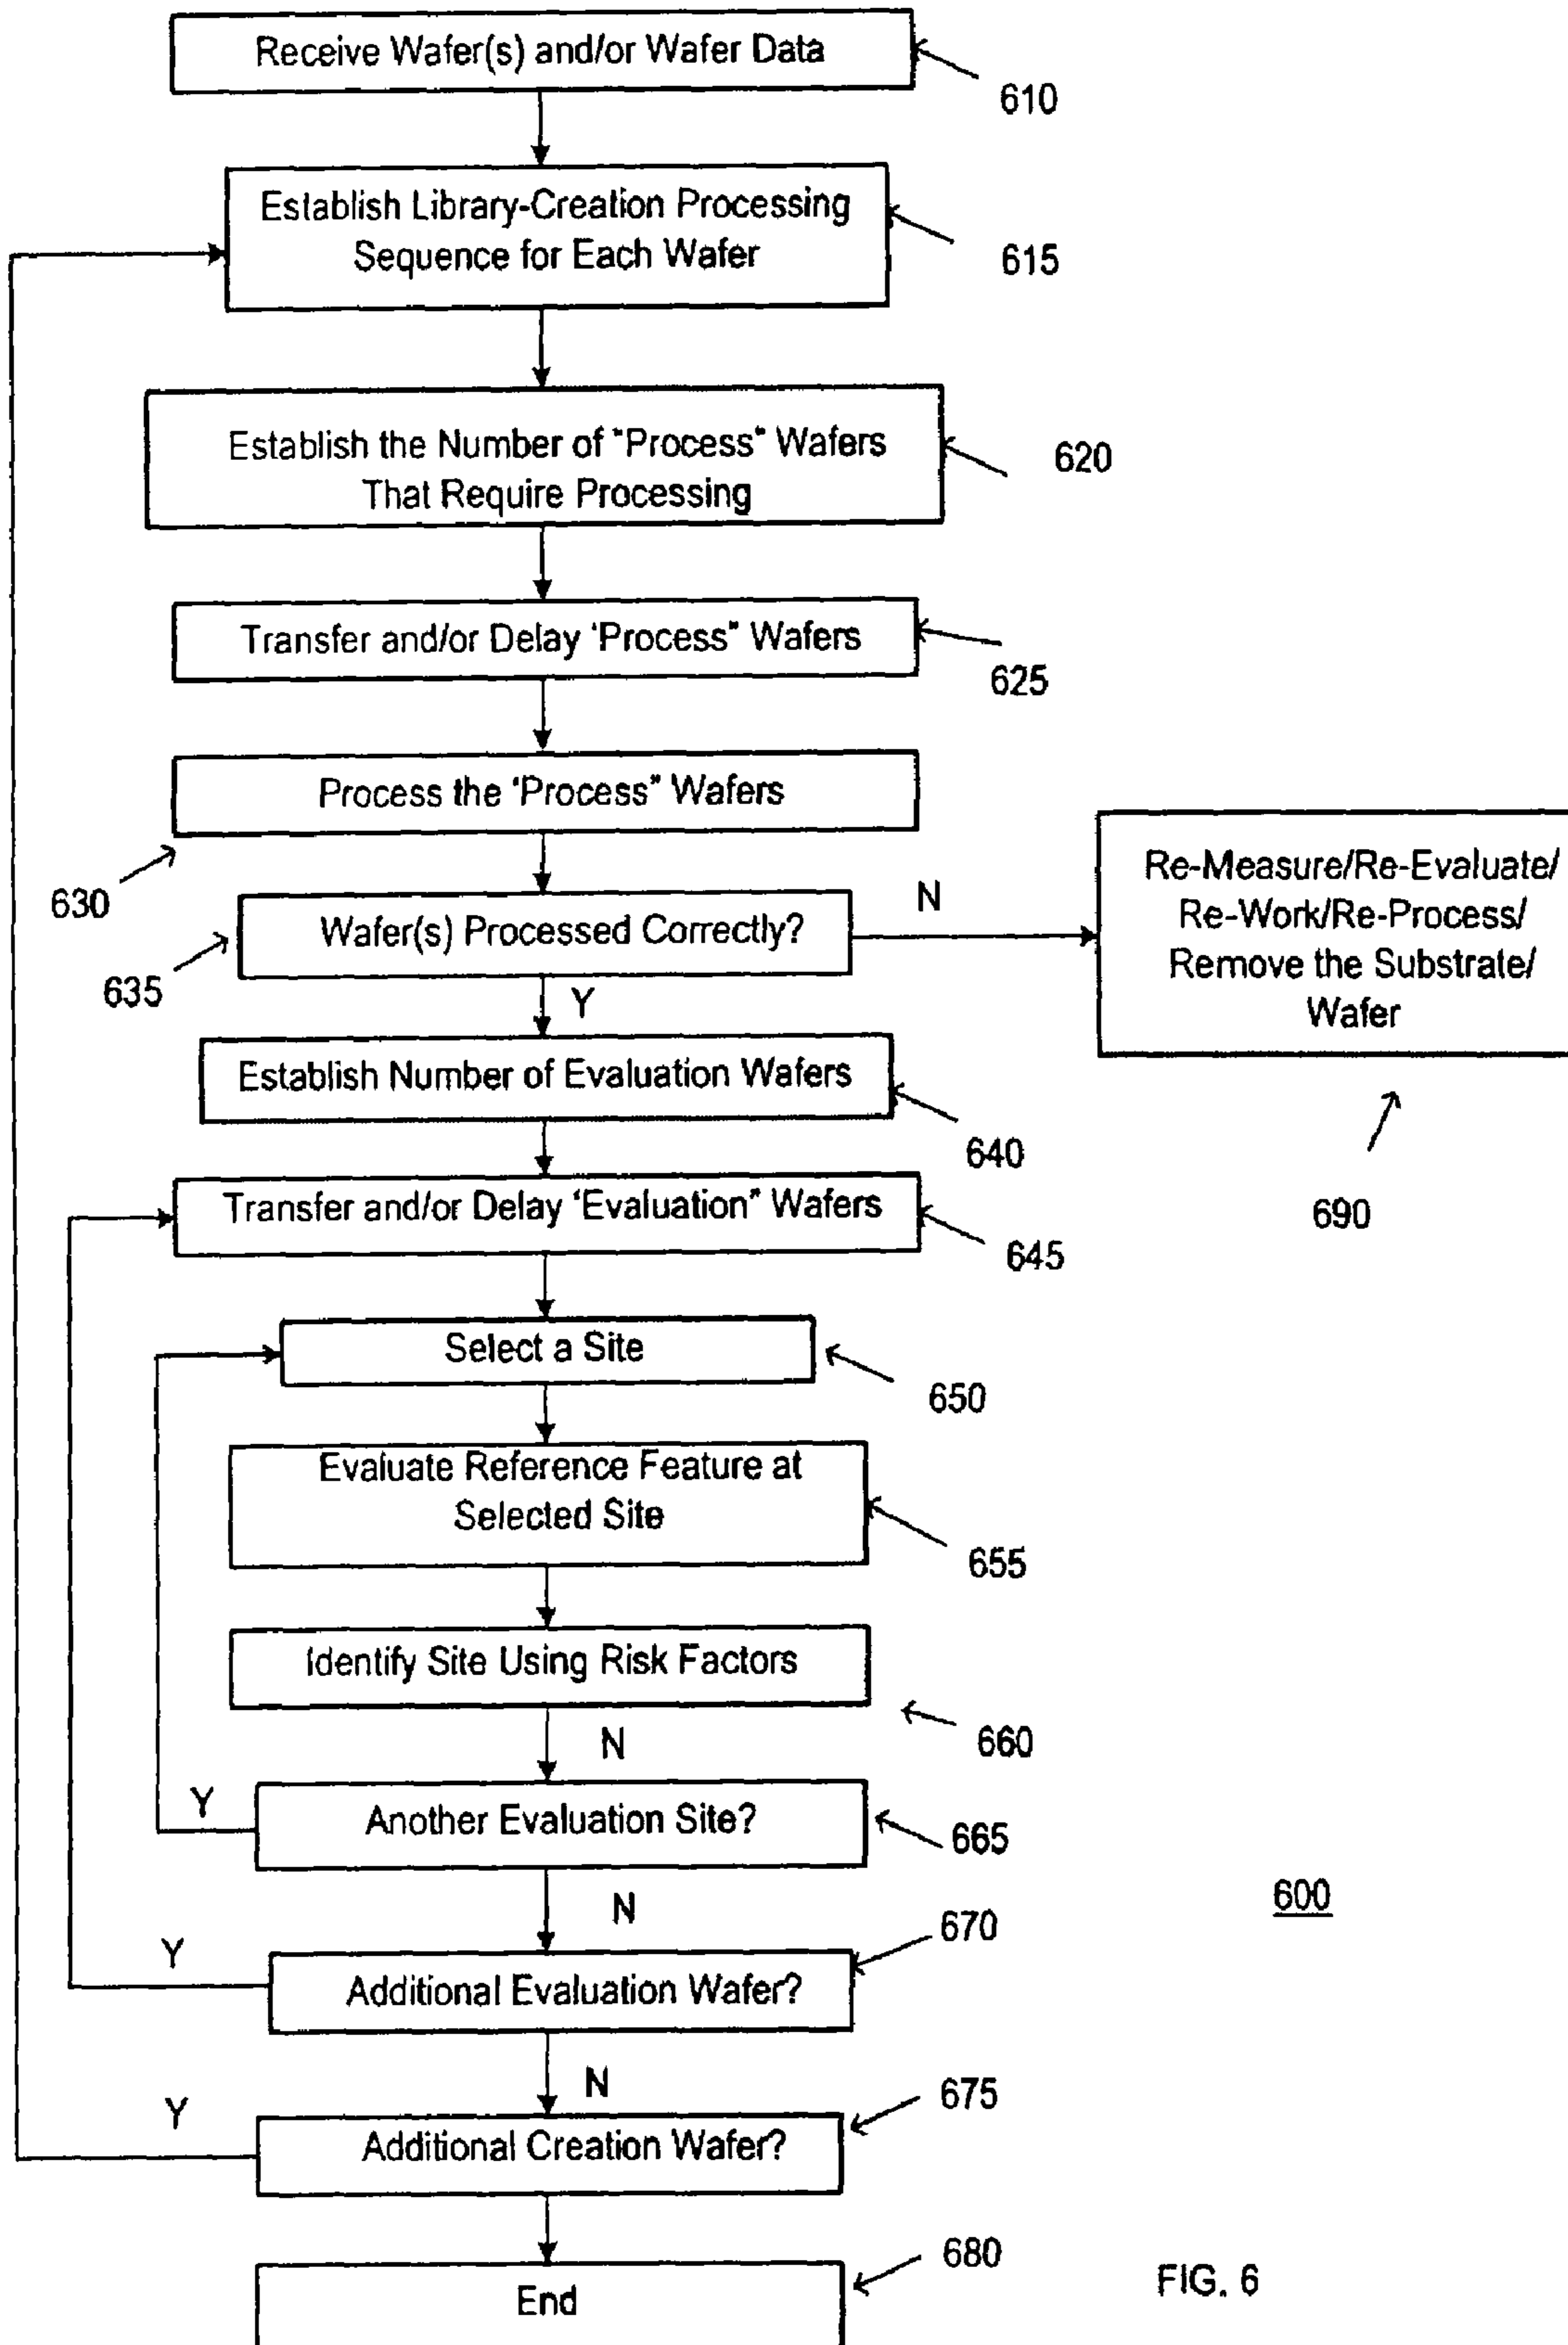 Receive Wafer(s) and/or Wafer Data
610
Establish Library-Creation Processing
Sequence for Each Wafer
615
Establish the Number of "Process" Wafers
That Require Processing
620
Transfer and/or Delay 'Process" Wafers
625
Process the 'Process" Wafers
630
Wafer(s) Processed Correctly?
635
N
Re-Measure/Re-Evaluate/
Re-Work/Re-Process/
Remove the Substrate/
Wafer
690
Y
Establish Number of Evaluation Wafers
640
Transfer and/or Delay 'Evaluation" Wafers
645
Select a Site
650
Evaluate Reference Feature at
Selected Site
655
Identify Site Using Risk Factors
660
N
Y
Another Evaluation Site?
665
N
600
Y
Additional Evaluation Wafer?
670
N
Y
Additional Creation Wafer?
675
End
680
FIG. 6